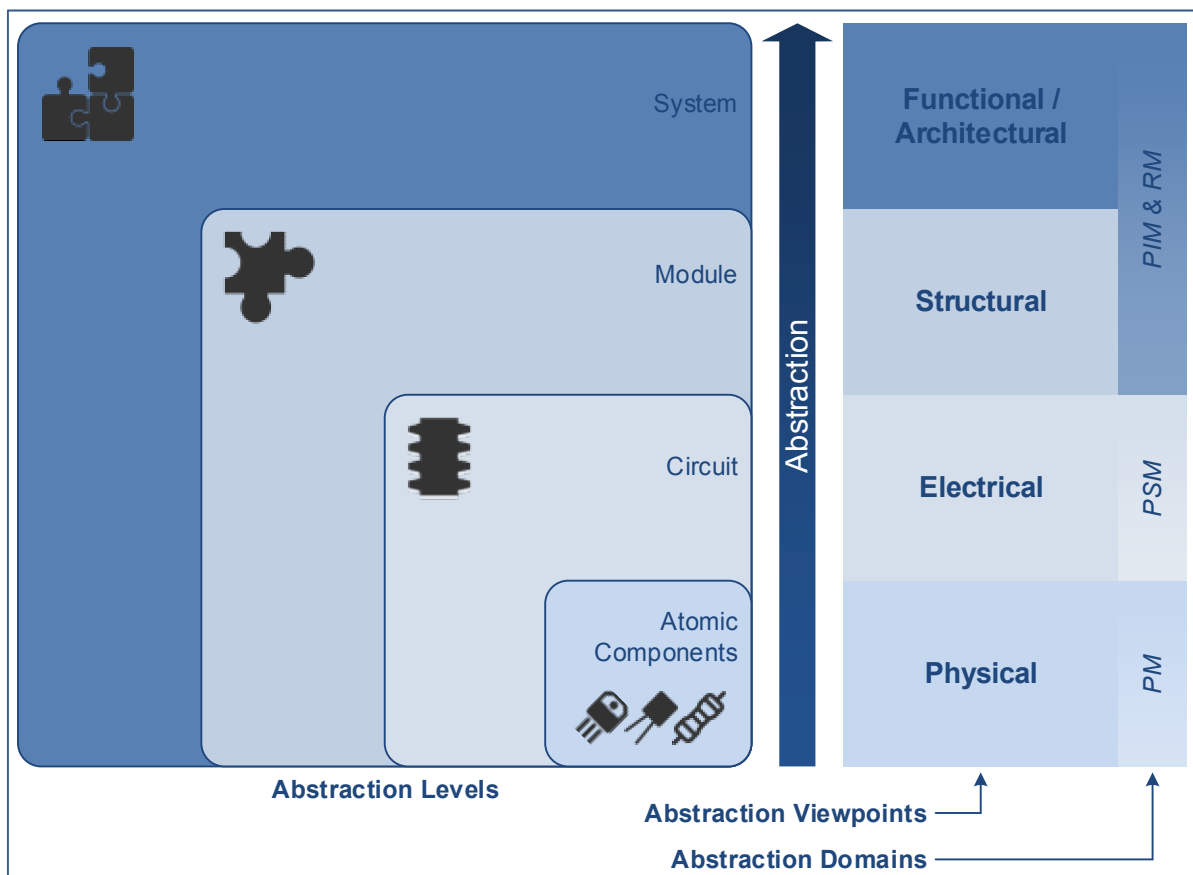 System
Module
Circuit
Atomic
Components
Abstraction Levels
Abstraction
Functional /
Architectural
Structural
Electrical
Physical
PIM & RM
PSM
PM
Abstraction Viewpoints
Abstraction Domains